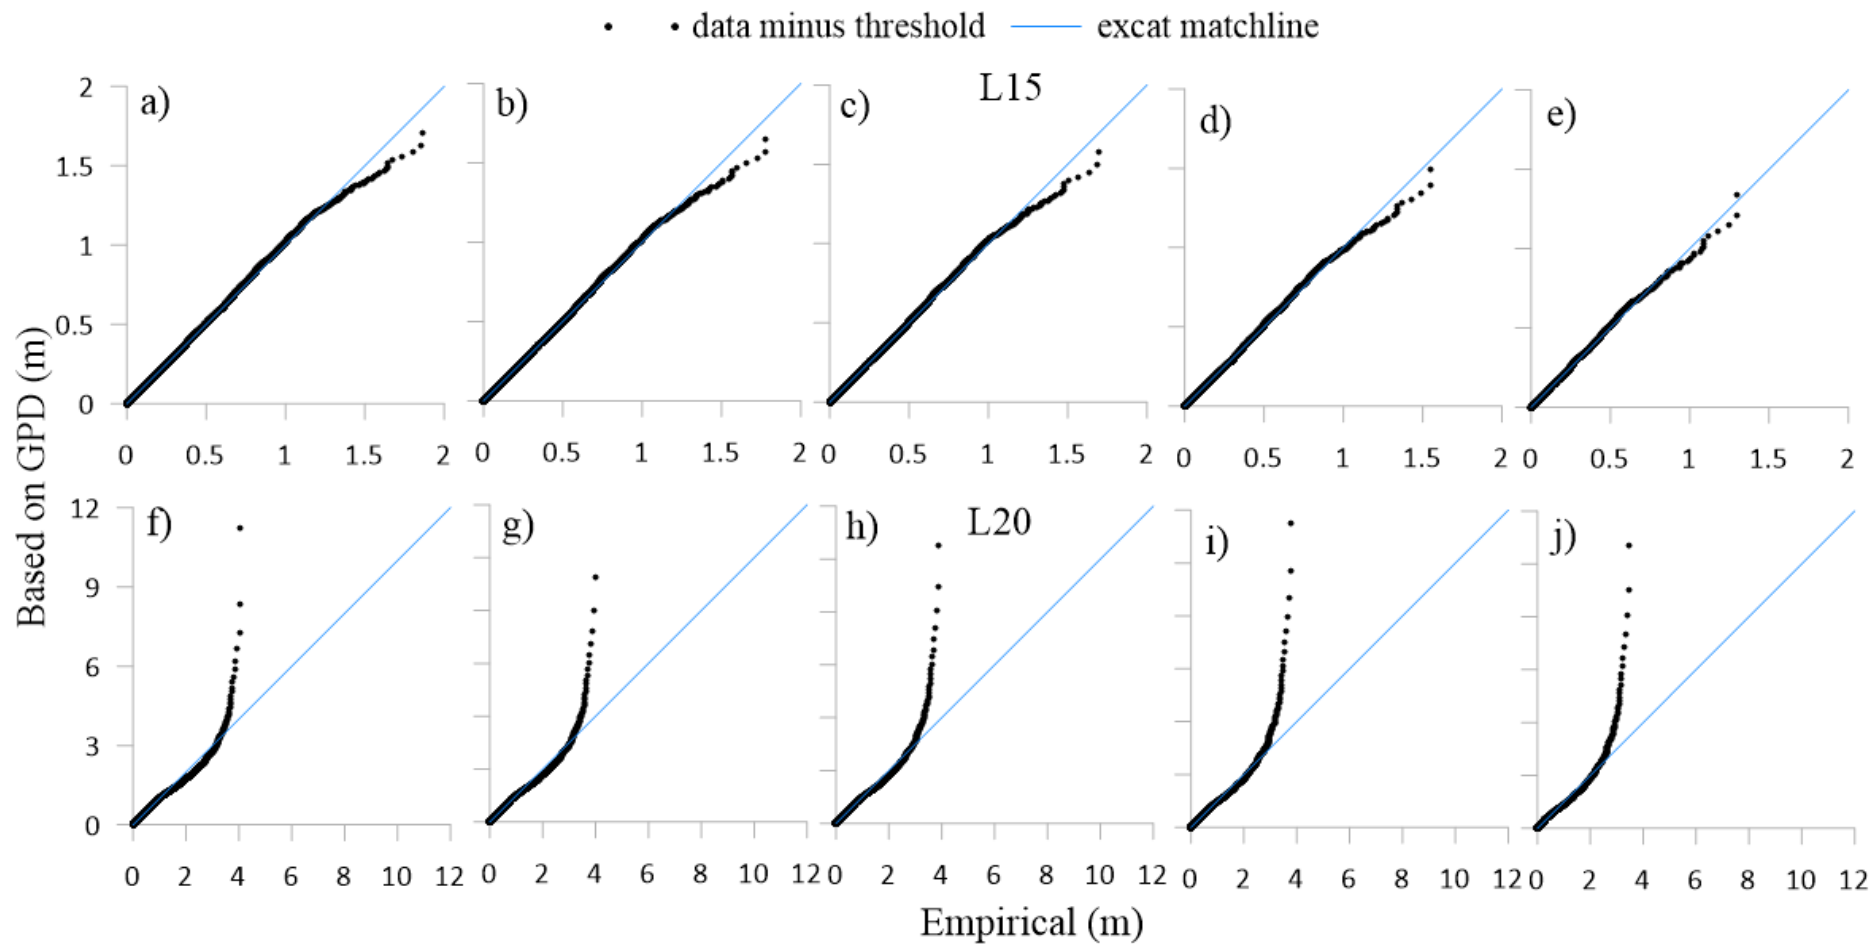 data minus threshold excat matchline
a) b) c) L15 d) e)
2
1.5
1
0.5
0
0 0.5 1 1.5 2 0 0.5 1 1.5 2 0 0.5 1 1.5 2 0 0.5 1 1.5 2 0 0.5 1 1.5 2
Based on GPD (m)
f) g) h) L20 i) j)
12
9
6
3
0
0 2 4 6 8 10 12 0 2 4 6 8 10 12 0 2 4 6 8 10 12 0 2 4 6 8 10 12 0 2 4 6 8 10 12
Empirical (m)